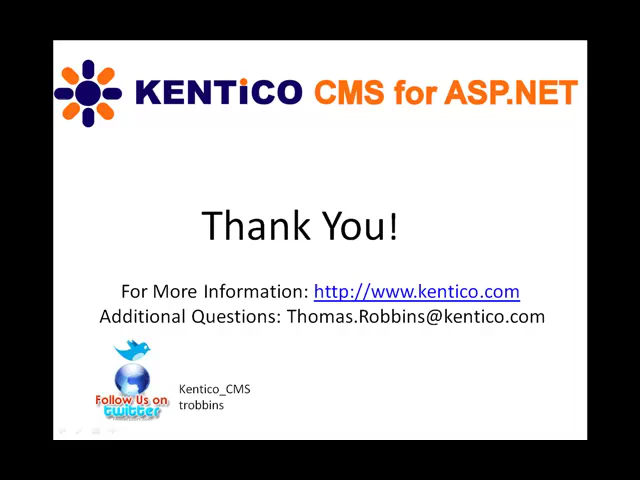 KENTiCO CMS for ASP.NET
Thank You!
For More Information: http://www.kentico.com
Additional Questions: Thomas.Robbins@kentico.com
Follow Us on
twitter
Kentico_CMS
trobbins